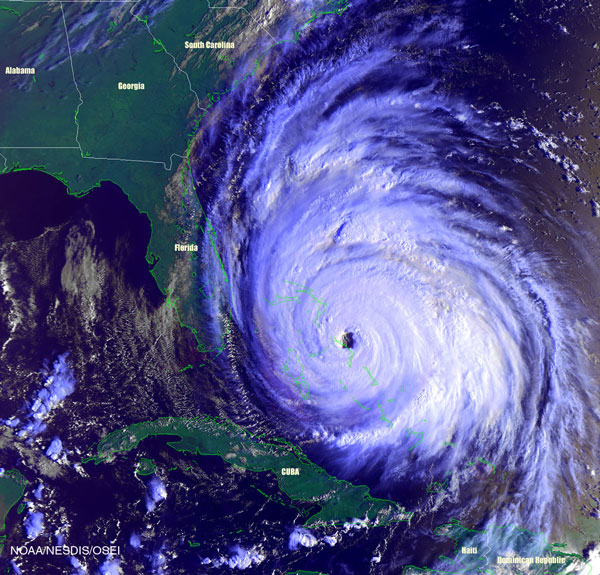 South Carolina
Alabama
Georgia
Florida
CUBA
NOAA/NESDIS/OSEI
Haiti
Dominican Republic